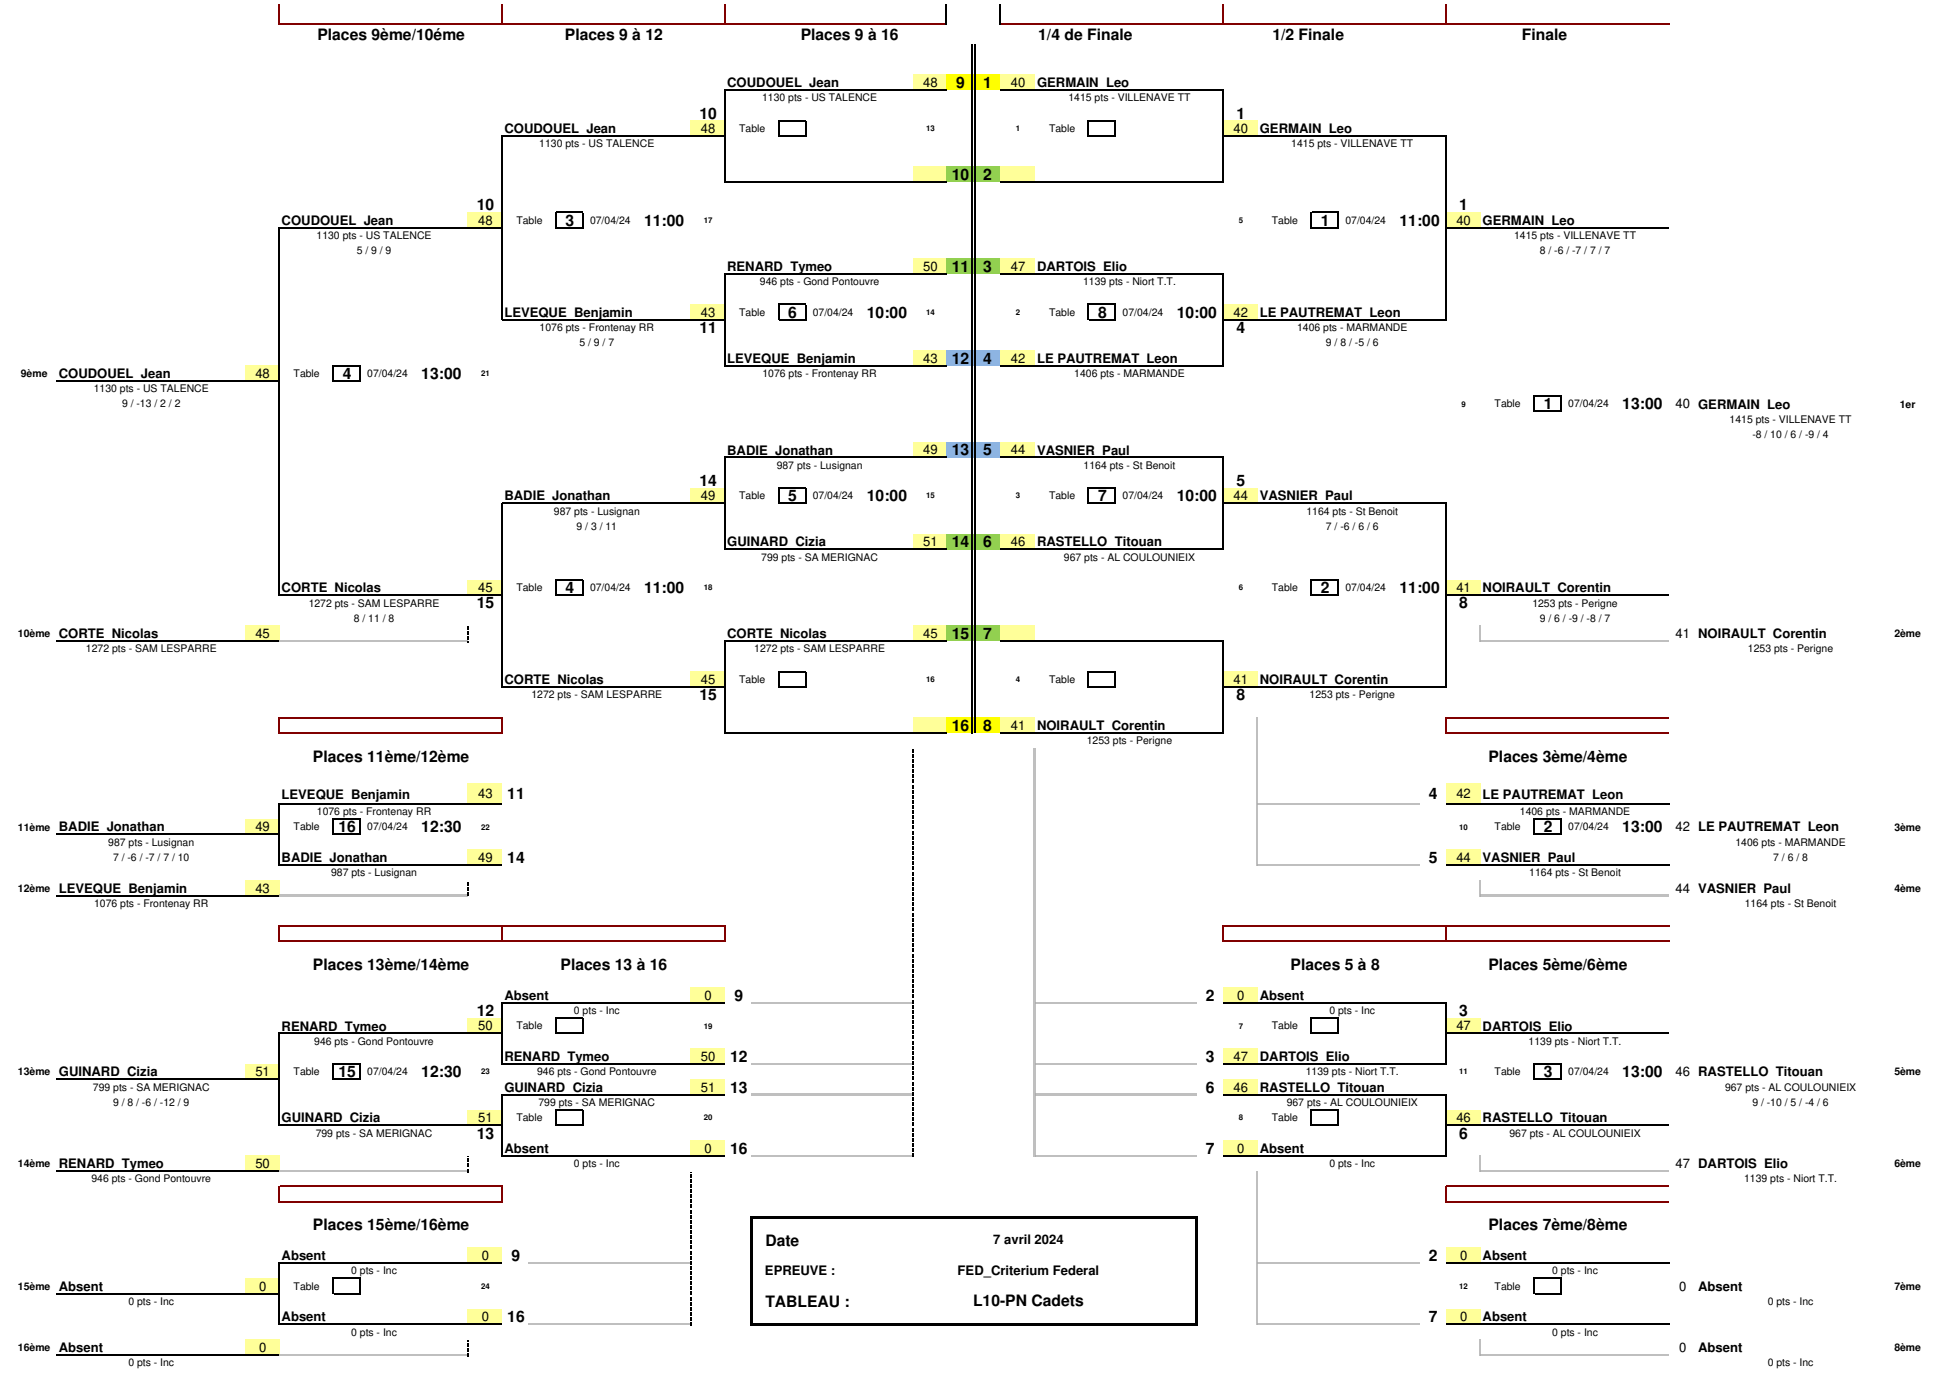 Places 9ème/10éme Places 9 à 12 Places 9 à 16 1/4 de Finale 1/2 Finale Finale
COUDOUEL Jean 48 9 1 40 GERMAIN Leo
1130 pts - US TALENCE 1415 pts - VILLENAVE TT
10 1
COUDOUEL Jean 48 Table 13 1 Table 40 GERMAIN Leo
1130 pts - US TALENCE 1415 pts - VILLENAVE TT
10 2
10 1
COUDOUEL Jean 48 Table 3 07/04/24 11:00 17 5 Table 1 07/04/24 11:00 40 GERMAIN Leo
1130 pts - US TALENCE 1415 pts - VILLENAVE TT
5 / 9 / 9 8 / -6 / -7 / 7 / 7
RENARD Tymeo 50 11 3 47 DARTOIS Elio
946 pts - Gond Pontouvre 1139 pts - Niort T.T.
LEVEQUE Benjamin 43 Table 6 07/04/24 10:00 14 2 Table 8 07/04/24 10:00 42 LE PAUTREMAT Leon
1076 pts - Frontenay RR 11 4 1406 pts - MARMANDE
5 / 9 / 7 9 / 8 / -5 / 6
LEVEQUE Benjamin 43 12 4 42 LE PAUTREMAT Leon
1076 pts - Frontenay RR 1406 pts - MARMANDE
9ème COUDOUEL Jean 48 Table 4 07/04/24 13:00 21
1130 pts - US TALENCE
9 / -13 / 2 / 2
9 Table 1 07/04/24 13:00 40 GERMAIN Leo 1er
1415 pts - VILLENAVE TT
-8 / 10 / 6 / -9 / 4
BADIE Jonathan 49 13 5 44 VASNIER Paul
987 pts - Lusignan 1164 pts - St Benoit
14 5
BADIE Jonathan 49 Table 5 07/04/24 10:00 15 3 Table 7 07/04/24 10:00 44 VASNIER Paul
987 pts - Lusignan 1164 pts - St Benoit
9 / 3 / 11 7 / -6 / 6 / 6
GUINARD Cizia 51 14 6 46 RASTELLO Titouan
799 pts - SA MERIGNAC 967 pts - AL COULOUNIEIX
CORTE Nicolas 45 Table 4 07/04/24 11:00 18 6 Table 2 07/04/24 11:00 41 NOIRAULT Corentin
1272 pts - SAM LESPARRE 15 8 1253 pts - Perigne
8 / 11 / 8 9 / 6 / -9 / -8 / 7
10ème CORTE Nicolas 45 CORTE Nicolas 45 15 7 41 NOIRAULT Corentin 2ème
1272 pts - SAM LESPARRE 1272 pts - SAM LESPARRE 1253 pts - Perigne
CORTE Nicolas 45 Table 16 4 Table 41 NOIRAULT Corentin
1272 pts - SAM LESPARRE 15 8 1253 pts - Perigne
16 8 41 NOIRAULT Corentin
1253 pts - Perigne
Places 11ème/12ème Places 3ème/4ème
LEVEQUE Benjamin 43 11 4 42 LE PAUTREMAT Leon
1076 pts - Frontenay RR 1406 pts - MARMANDE
11ème BADIE Jonathan 49 Table 16 07/04/24 12:30 22 10 Table 2 07/04/24 13:00 42 LE PAUTREMAT Leon 3ème
987 pts - Lusignan 1406 pts - MARMANDE
7 / -6 / -7 / 7 / 10 BADIE Jonathan 49 14 5 44 VASNIER Paul 7 / 6 / 8
987 pts - Lusignan 1164 pts - St Benoit
12ème LEVEQUE Benjamin 43 44 VASNIER Paul 4ème
1076 pts - Frontenay RR 1164 pts - St Benoit
Places 13ème/14ème Places 13 à 16 Places 5 à 8 Places 5ème/6ème
Absent 0 9 2 0 Absent
12 0 pts - Inc 0 pts - Inc 3
RENARD Tymeo 50 Table 19 7 Table 47 DARTOIS Elio
946 pts - Gond Pontouvre 1139 pts - Niort T.T.
RENARD Tymeo 50 12 3 47 DARTOIS Elio
946 pts - Gond Pontouvre 1139 pts - Niort T.T.
13ème GUINARD Cizia 51 Table 15 07/04/24 12:30 23 11 Table 3 07/04/24 13:00 46 RASTELLO Titouan 5ème
799 pts - SA MERIGNAC GUINARD Cizia 51 13 6 46 RASTELLO Titouan 967 pts - AL COULOUNIEIX
9 / 8 / -6 / -12 / 9 799 pts - SA MERIGNAC 967 pts - AL COULOUNIEIX 9 / -10 / 5 / -4 / 6
GUINARD Cizia 51 Table 20 8 Table 46 RASTELLO Titouan
799 pts - SA MERIGNAC 13 6 967 pts - AL COULOUNIEIX
Absent 0 16 7 0 Absent
0 pts - Inc 0 pts - Inc
14ème RENARD Tymeo 50 47 DARTOIS Elio 6ème
946 pts - Gond Pontouvre 1139 pts - Niort T.T.
Places 15ème/16ème Places 7ème/8ème
Date 7 avril 2024
Absent 0 9 2 0 Absent
0 pts - Inc 0 pts - Inc
EPREUVE : FED_Criterium Federal
15ème Absent 0 Table 24 12 Table 0 Absent 7ème
0 pts - Inc 0 pts - Inc
TABLEAU : L10-PN Cadets
Absent 0 16 7 0 Absent
0 pts - Inc 0 pts - Inc
16ème Absent 0 0 Absent 8ème
0 pts - Inc 0 pts - Inc